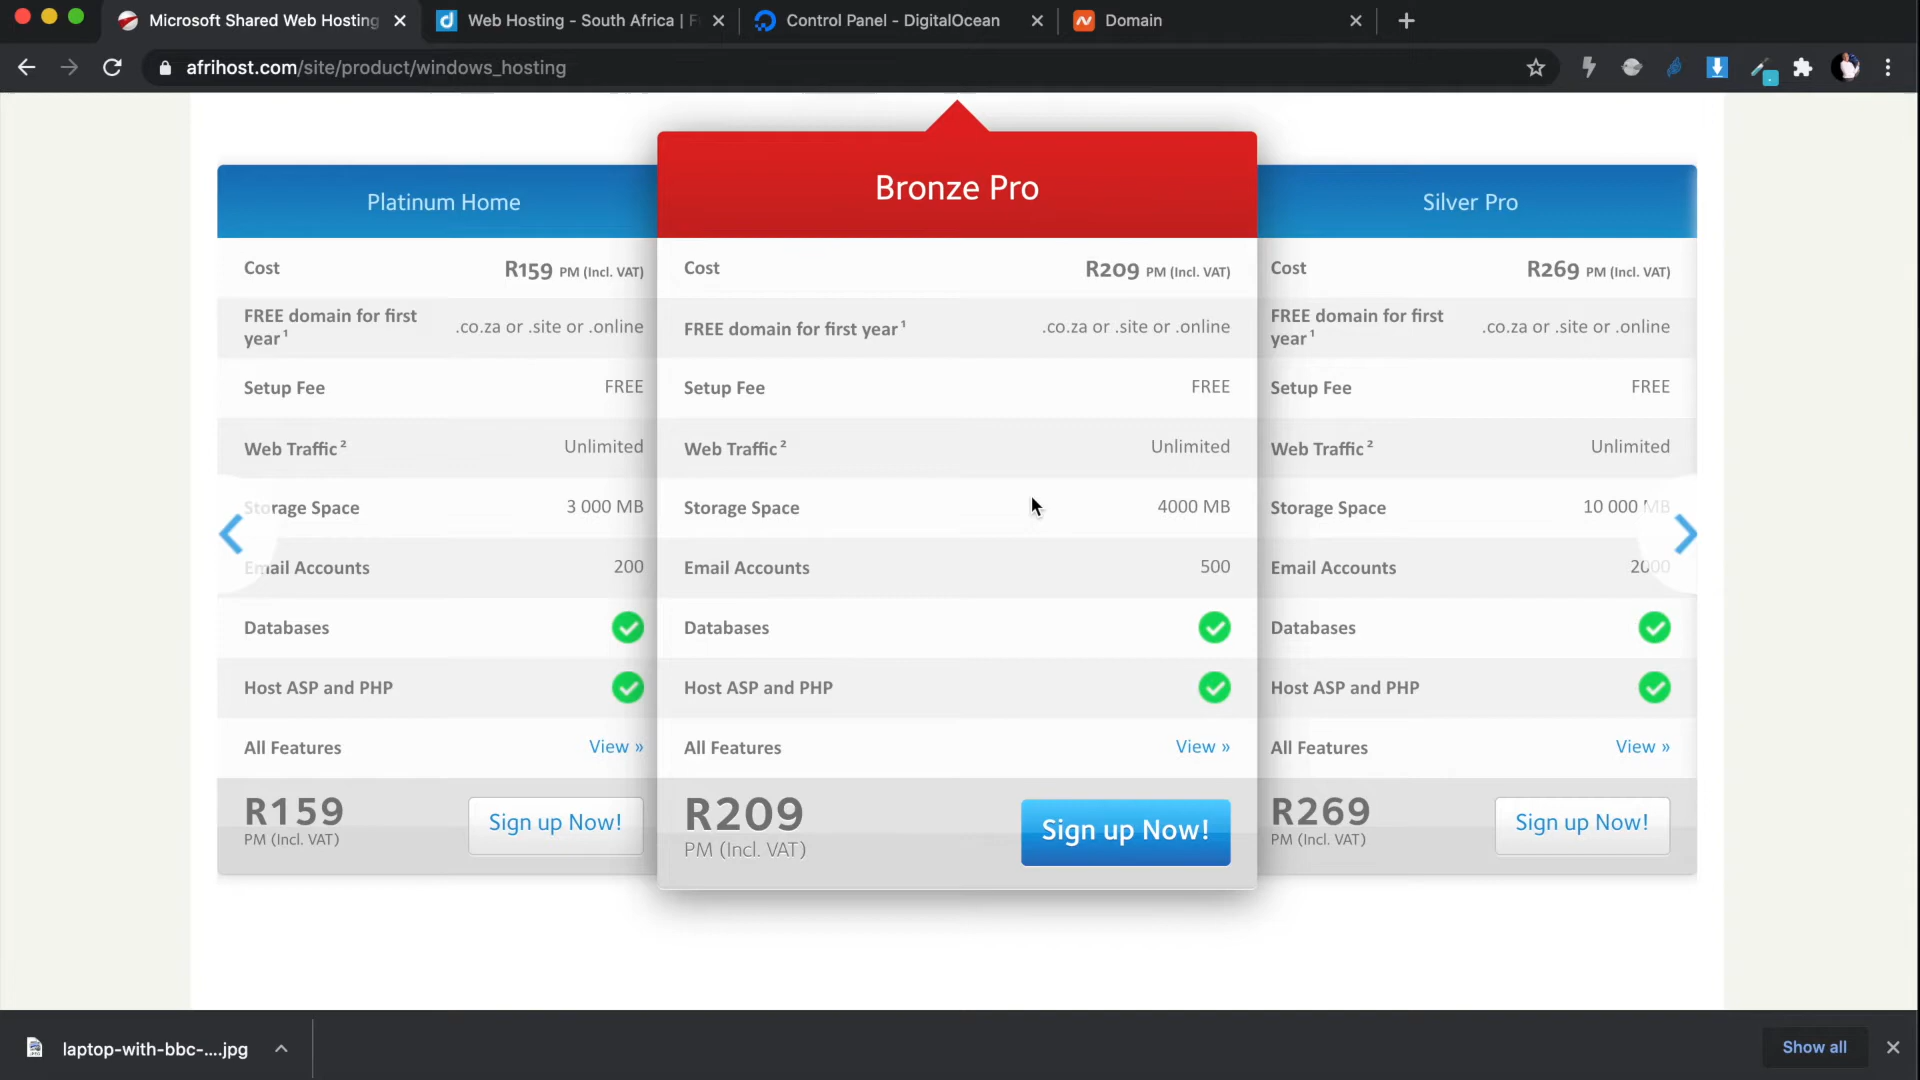 Microsoft Shared Web Hosting
Web Hosting - South Africa | F
Control Panel - DigitalOcean
Domain
afrihost.com/site/product/windows_hosting
Platinum Home
Cost R159 PM (Incl. VAT)
FREE domain for first
year¹ .co.za or .site or .online
Setup Fee FREE
Web Traffic² Unlimited
Storage Space 3 000 MB
Email Accounts 200
Databases
Host ASP and PHP
All Features View »
R159
PM (Incl. VAT)
Sign up Now!
Bronze Pro
Cost R209 PM (Incl. VAT)
FREE domain for first year¹ .co.za or .site or .online
Setup Fee FREE
Web Traffic² Unlimited
Storage Space 4000 MB
Email Accounts 500
Databases
Host ASP and PHP
All Features View »
R209
PM (Incl. VAT)
Sign up Now!
Silver Pro
Cost R269 PM (Incl. VAT)
FREE domain for first
year¹ .co.za or .site or .online
Setup Fee FREE
Web Traffic² Unlimited
Storage Space 10 000 MB
Email Accounts 2000
Databases
Host ASP and PHP
All Features View »
R269
PM (Incl. VAT)
Sign up Now!
laptop-with-bbc-....jpg
Show all